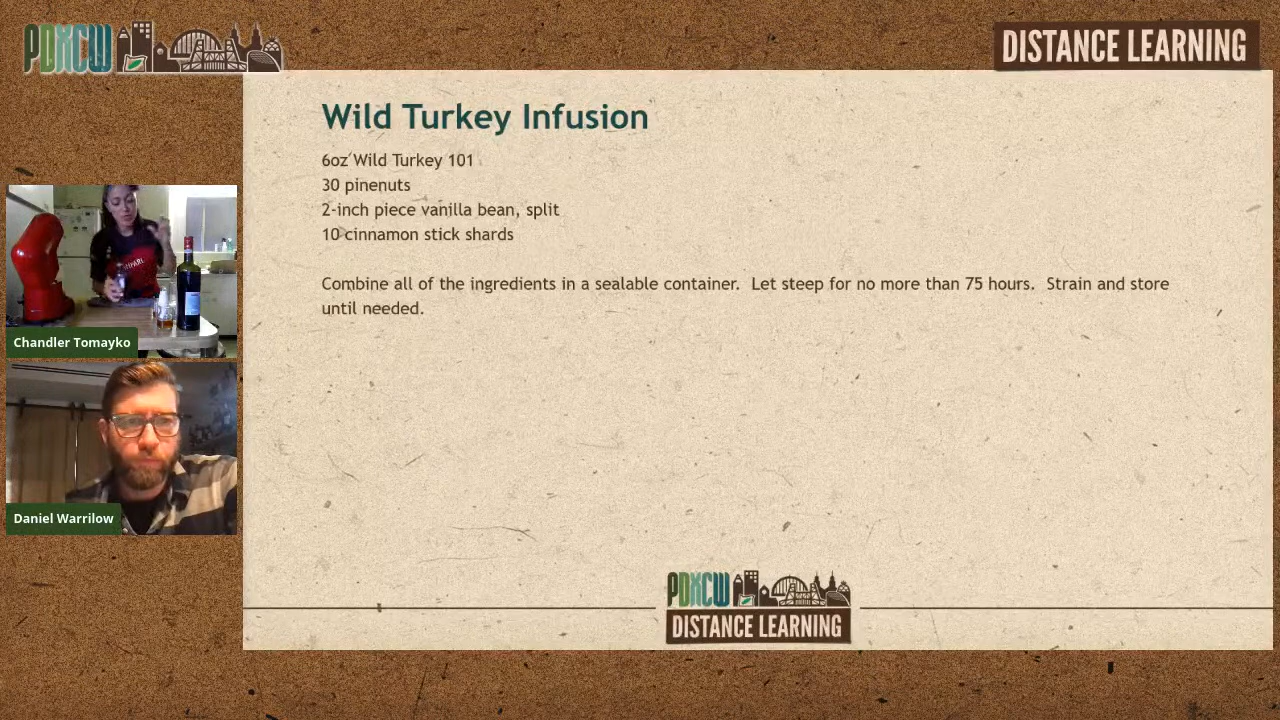 PDXCW
DISTANCE LEARNING
Wild Turkey Infusion
6oz Wild Turkey 101
30 pinenuts
2-inch piece vanilla bean, split
10 cinnamon stick shards
Combine all of the ingredients in a sealable container. Let steep for no more than 75 hours. Strain and store
until needed.
Chandler Tomayko
Daniel Warrilow
PDXCW
DISTANCE LEARNING